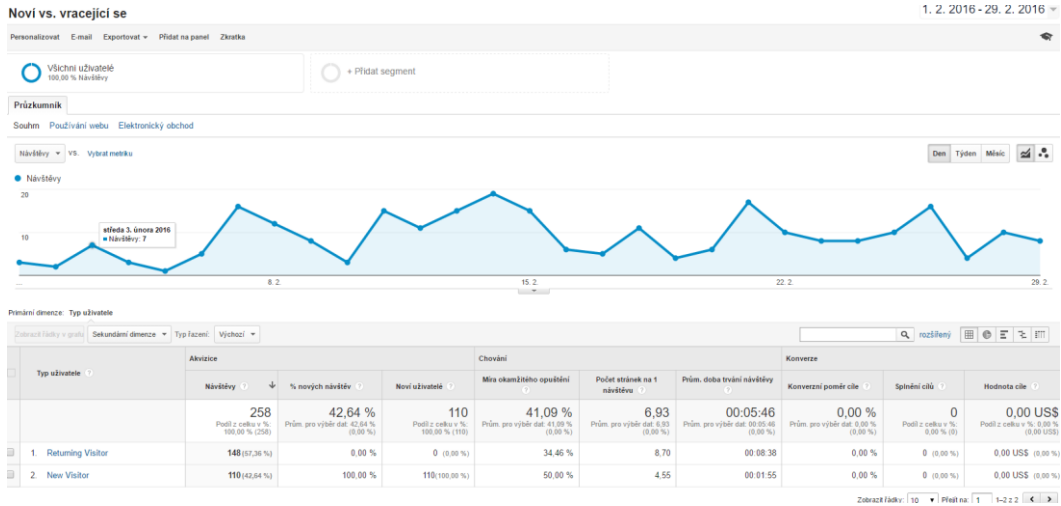 Noví vs. vracející se
1. 2. 2016 - 29. 2. 2016
Personalizovat E-mail Exportovat Přidat na panel Zkratka
Všichni uživatelé
100,00 % Návštěvy
+ Přidat segment
Průzkumník
Souhrn Používání webu Elektronický obchod
Návštěvy VS. Vybrat metriku
Den Týden Měsíc
Návštěvy
20
10
středa 3. února 2016
Návštěvy: 7
... 8. 2. 15. 2. 22. 2. 29. 2.
Primární dimenze: Typ uživatele
Zobrazit řádky v grafu Sekundární dimenze Typ řazení: Výchozí rozšířený
Akvizice Chování Konverze
Typ uživatele
Návštěvy % nových návštěv Noví uživatelé Míra okamžitého opuštění Počet stránek na 1 návštěvu Prům. doba trvání návštěvy Konverzní poměr cíle Splnění cílů Hodnota cíle
258 42,64 % 110 41,09 % 6,93 00:05:46 0,00 % 0 0,00 US$
Podíl z celku v %: 100,00 % (258) Prům. pro výběr dat: 42,64 % (0,00 %) Podíl z celku v %: 100,00 % (110) Prům. pro výběr dat: 41,09 % (0,00 %) Prům. pro výběr dat: 6,93 (0,00 %) Prům. pro výběr dat: 00:05:46 (0,00 %) Prům. pro výběr dat: 0,00 % (0,00 %) Podíl z celku v %: 0,00 % (0) Podíl z celku v %: 0,00 % (0,00 US$)
1. Returning Visitor 148 (57,36 %) 0,00 % 0 (0,00 %) 34,46 % 8,70 00:08:38 0,00 % 0 (0,00 %) 0,00 US$ (0,00 %)
2. New Visitor 110 (42,64 %) 100,00 % 110 (100,00 %) 50,00 % 4,55 00:01:55 0,00 % 0 (0,00 %) 0,00 US$ (0,00 %)
Zobrazit řádky: 10 Přejít na: 1 1–2 z 2